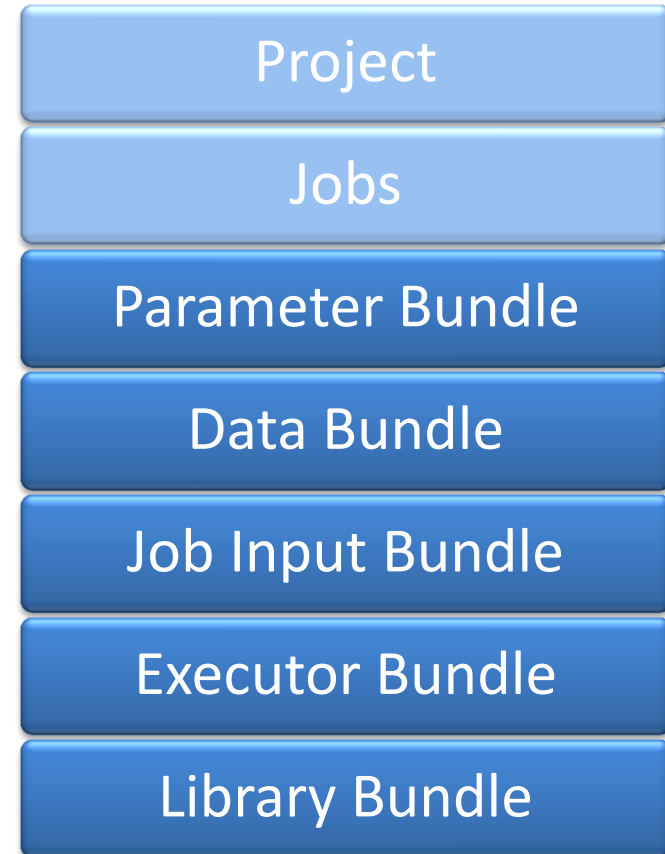 Project
Jobs
Parameter Bundle
Data Bundle
Job Input Bundle
Executor Bundle
Library Bundle